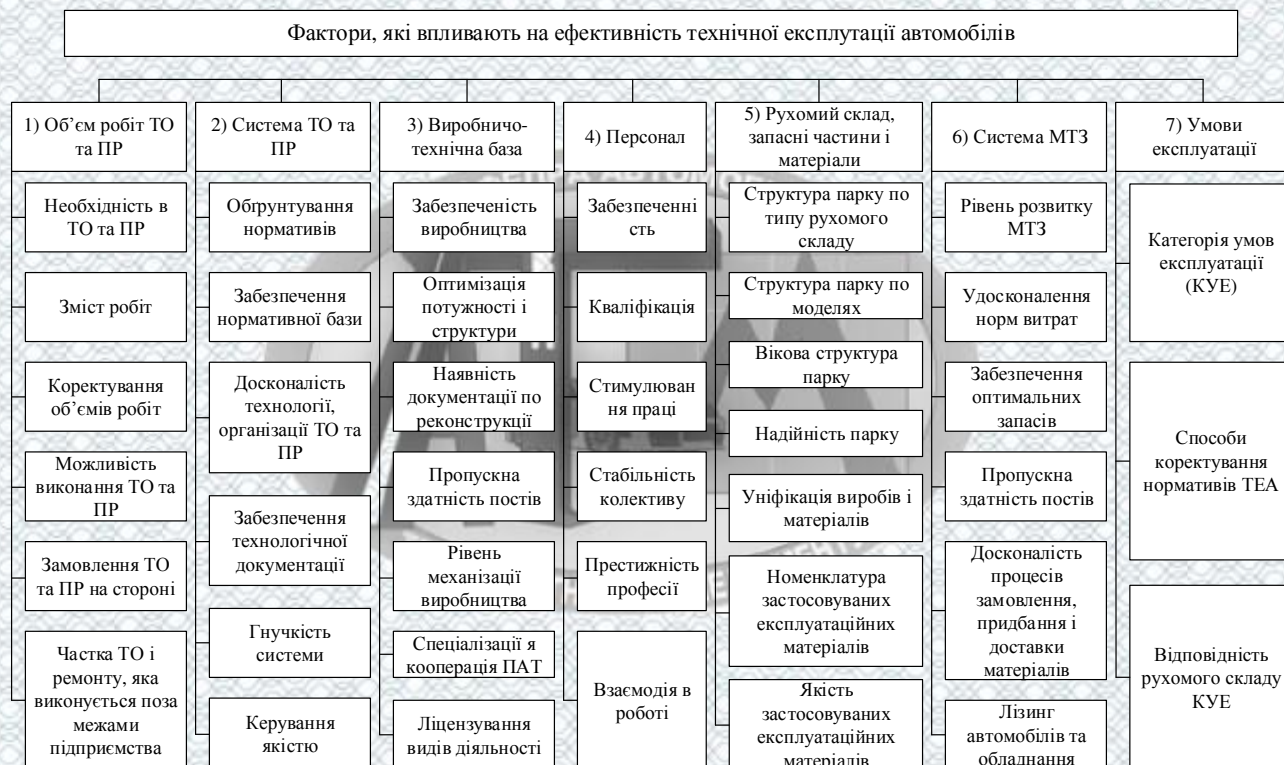 Фактори, які впливають на ефективність технічної експлутації автомобілів
1) Об’єм робіт ТО
та ПР
Необхідність в
ТО та ПР
Зміст робіт
Коректування
об’ємів робіт
Можливість
виконання ТО та
ПР
Замовлення ТО
та ПР на стороні
Частка ТО і
ремонту, яка
виконується поза
межами
підприємства
2) Система ТО та
ПР
Обґрунтування
нормативів
Забезпечення
нормативної бази
Досконалість
технології,
організації ТО та
ПР
Забезпечення
технологічної
документації
Гнучкість
системи
Керування
якістю
3) Виробничо-
технічна база
Забезпеченість
виробництва
Оптимізація
потужності і
структури
Наявність
документації по
реконструкції
Пропускна
здатність постів
Рівень
механізації
виробництва
Спеціалізації я
кооперація ПАТ
Ліцензування
видів діяльності
4) Персонал
Забезпеченні
сть
Кваліфікація
Стимулюван
ня праці
Стабільність
колективу
Престижність
професії
Взаємодія в
роботі
5) Рухомий склад,
запасні частини і
матеріали
Структура парку по
типу рухомого
складу
Структура парку по
моделях
Вікова структура
парку
Надійність парку
Уніфікація виробів і
матеріалів
Номенклатура
застосовуваних
експлуатаційних
матеріалів
Якість
застосовуваних
експлуатаційних
матеріалів
6) Система МТЗ
Рівень розвитку
МТЗ
Удосконалення
норм витрат
Забезпечення
оптимальних
запасів
Пропускна
здатність постів
Досконалість
процесів
замовлення,
придбання і
доставки
матеріалів
Лізинг
автомобілів та
обладнання
7) Умови
експлуатації
Категорія умов
експлуатації
(КУЕ)
Способи
коректування
нормативів ТЕА
Відповідність
рухомого складу
КУЕ